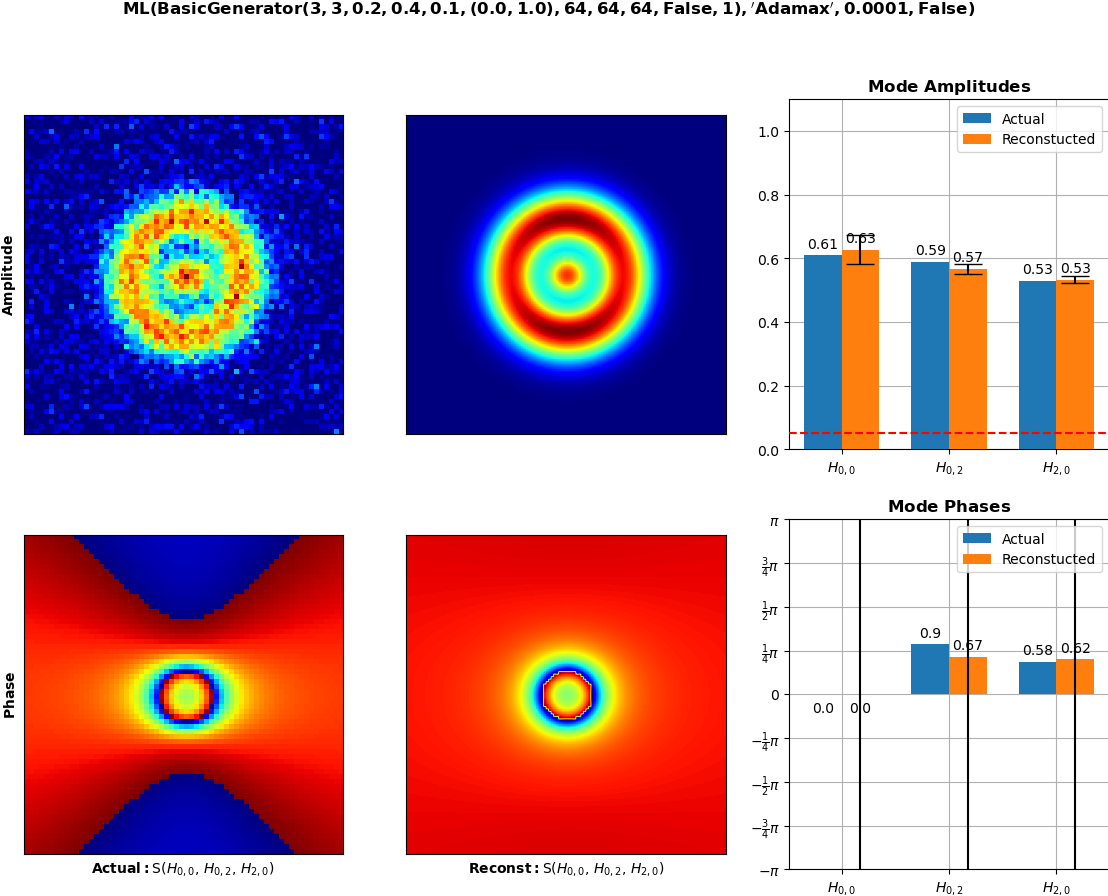 ML(BasicGenerator(3, 3, 0.2, 0.4, 0.1, (0.0, 1.0), 64, 64, 64, False, 1), ′Adamax′, 0.0001, False)
Amplitude
Mode Amplitudes
Actual
Reconstucted
1.0
0.8
0.6
0.4
0.2
0.0
0.61
0.63
0.59
0.57
0.53
0.53
H₀,₀
H₀,₂
H₂,₀
Phase
Actual: S(H₀,₀, H₀,₂, H₂,₀)
Reconst: S(H₀,₀, H₀,₂, H₂,₀)
Mode Phases
Actual
Reconstucted
π
3/4π
1/2π
1/4π
0
−1/4π
−1/2π
−3/4π
−π
0.0
0.0
0.9
0.67
0.58
0.62
H₀,₀
H₀,₂
H₂,₀